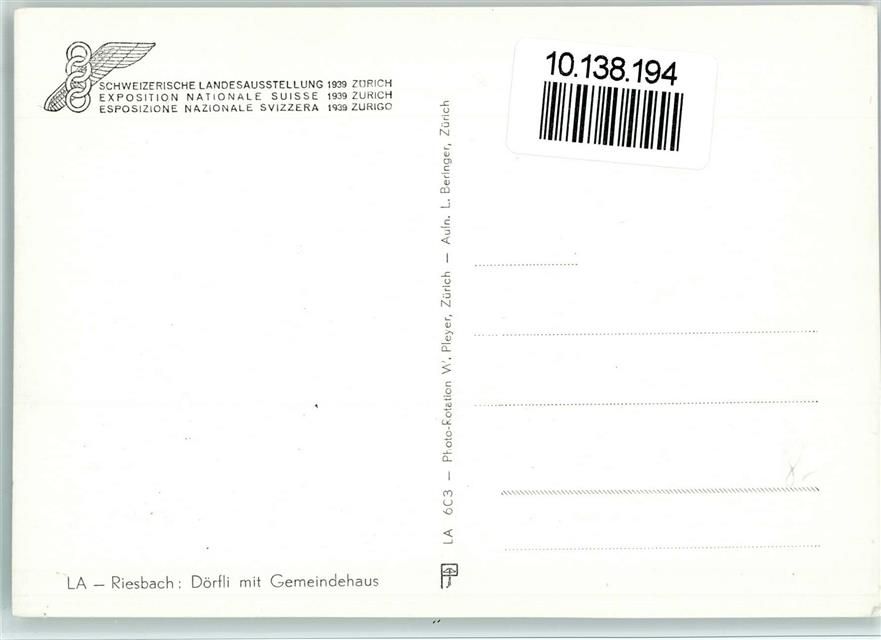 SCHWEIZERISCHE LANDESAUSSTELLUNG 1939 ZÜRICH
EXPOSITION NATIONALE SUISSE 1939 ZURICH
ESPOSIZIONE NAZIONALE SVIZZERA 1939 ZURIGO
10.138.194
LA 6C3 — Photo-Rotation W. Pleyer, Zürich — Aufn. L. Beringer, Zürich
8.-
LA — Riesbach: Dörfli mit Gemeindehaus